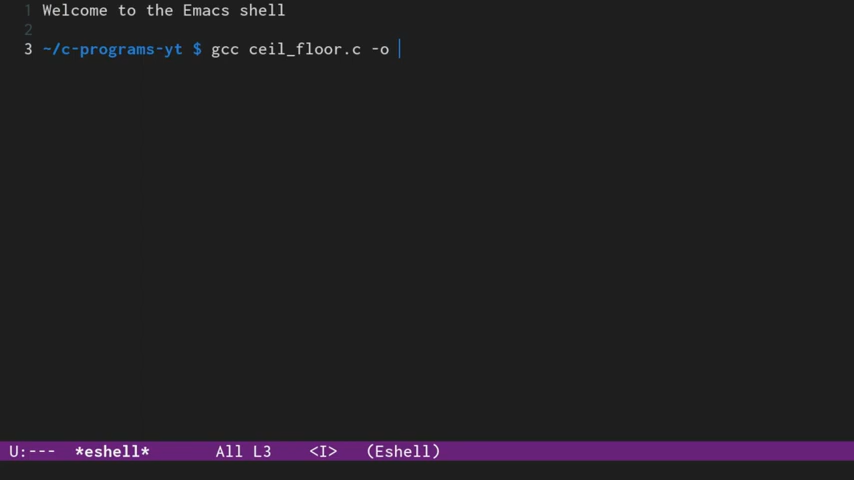 1 Welcome to the Emacs shell
2
3 ~/c-programs-yt $ gcc ceil_floor.c -o
U:--- *eshell* All L3 <I> (Eshell)